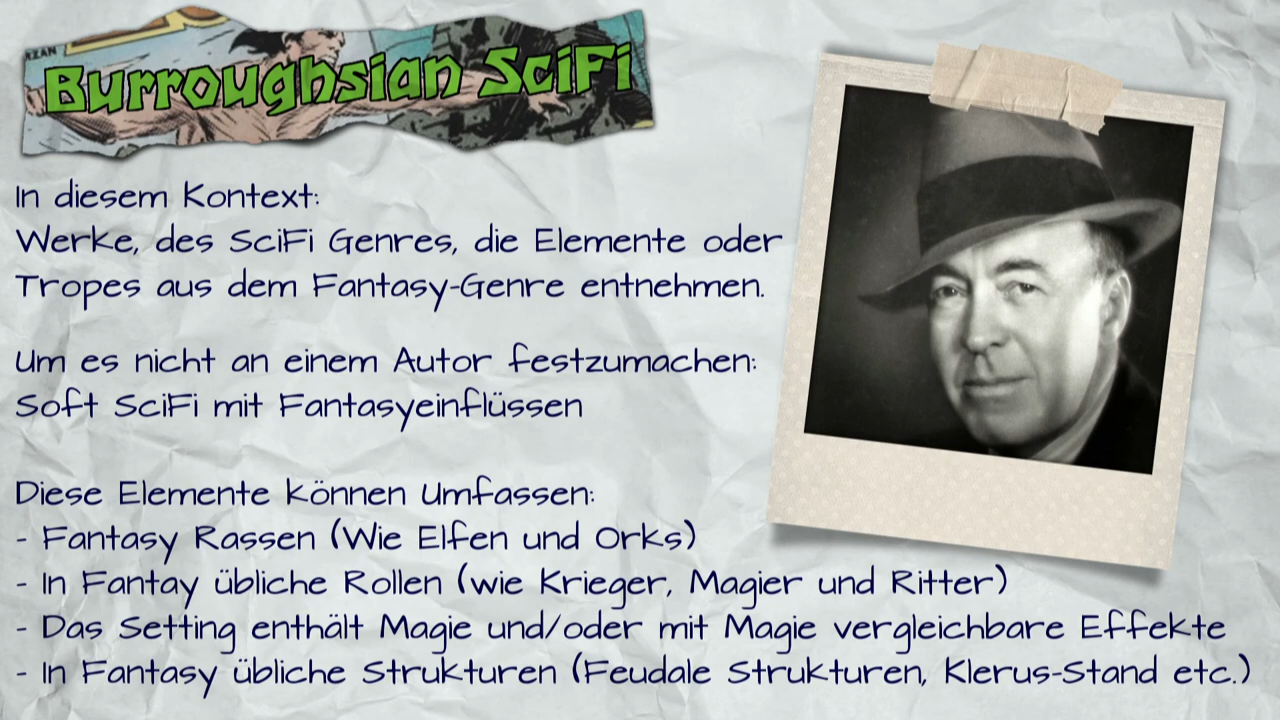 ZAN
Burroughsian SciFi
In diesem Kontext:
Werke, des SciFi Genres, die Elemente oder
Tropes aus dem Fantasy-Genre entnehmen.
Um es nicht an einem Autor festzumachen:
Soft SciFi mit Fantasyeinflüssen
Diese Elemente können Umfassen:
- Fantasy Rassen (Wie Elfen und Orks)
- In Fantay übliche Rollen (wie Krieger, Magier und Ritter)
- Das Setting enthält Magie und/oder mit Magie vergleichbare Effekte
- In Fantasy übliche Strukturen (Feudale Strukturen, Klerus-Stand etc.)